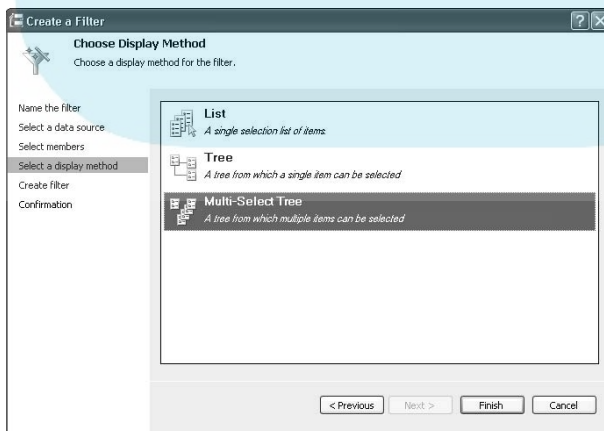 Create a Filter
Choose Display Method
Choose a display method for the filter.
Name the filter
Select a data source
Select members
Select a display method
Create filter
Confirmation
List
A single selection list of items.
Tree
A tree from which a single item can be selected
Multi-Select Tree
A tree from which multiple items can be selected
< Previous
Next >
Finish
Cancel